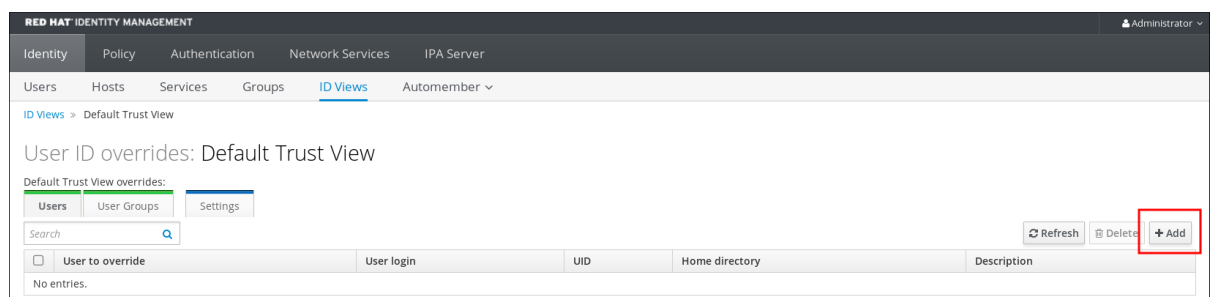 RED HAT IDENTITY MANAGEMENT Administrator
Identity Policy Authentication Network Services IPA Server
Users Hosts Services Groups ID Views Automember
ID Views » Default Trust View
User ID overrides: Default Trust View
Default Trust View overrides:
Users User Groups Settings
Search Refresh Delete + Add
User to override User login UID Home directory Description
No entries.